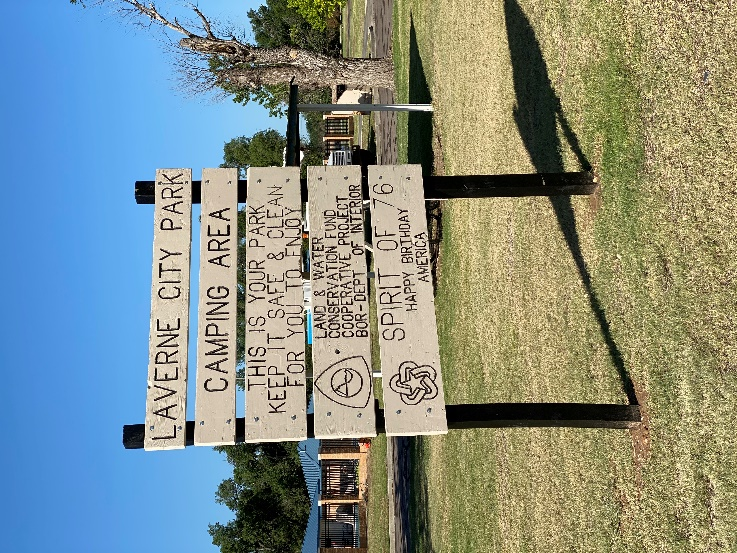 LAVERNE CITY PARK
CAMPING AREA
THIS IS YOUR PARK
KEEP IT SAFE & CLEAN
FOR YOU TO ENJOY
LAND & WATER
CONSERVATION FUND
COOPERATIVE PROJECT
BOR-DEPT OF INTERIOR
SPIRIT OF 76
HAPPY BIRTHDAY
AMERICA